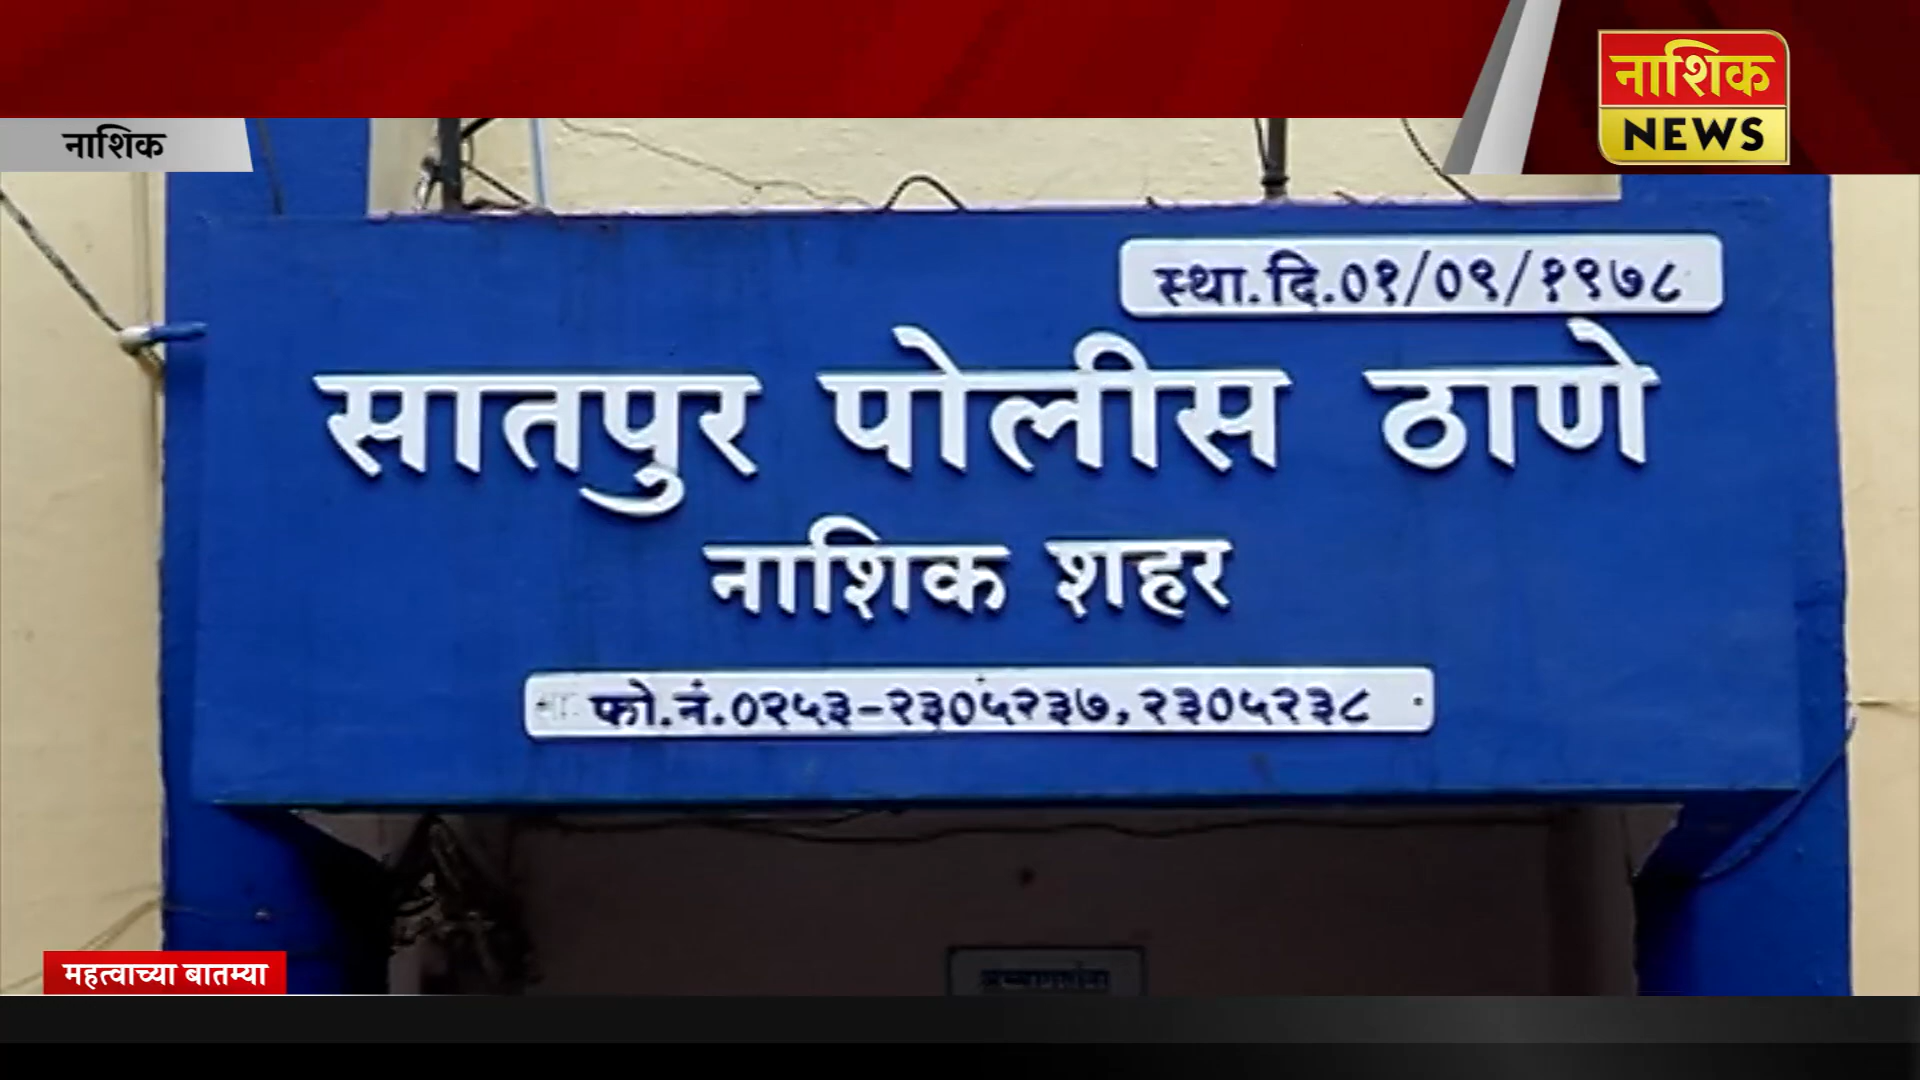 नाशिक
NEWS
नाशिक
स्था.दि.०१/०९/१९७८
सातपुर पोलीस ठाणे
नाशिक शहर
फो.नं.०२५३-२३०५२३७,२३०५२३८
महत्वाच्या बातम्या